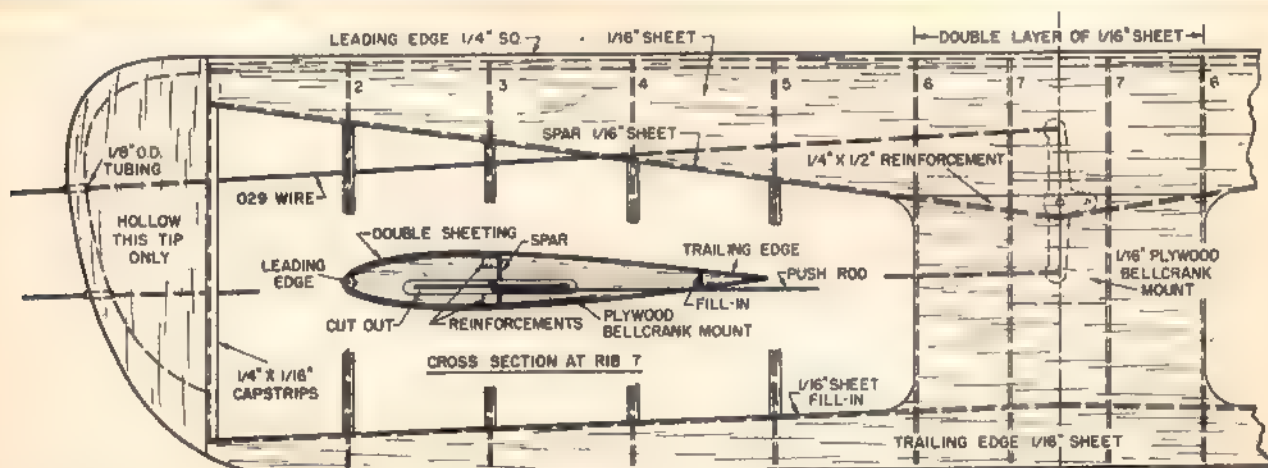 LEADING EDGE 1/4" SQ.
1/16" SHEET
DOUBLE LAYER OF 1/16" SHEET
2
3
4
5
6
7
7
6
1/8" O.D.
TUBING
SPAR 1/16" SHEET
1/4" X 1/2" REINFORCEMENT
029 WIRE
HOLLOW
THIS TIP
ONLY
DOUBLE SHEETING
SPAR
TRAILING EDGE
PUSH ROD
LEADING
EDGE
1/16" PLYWOOD
BELLCRANK
MOUNT
FILL-IN
CUT OUT
REINFORCEMENTS
PLYWOOD
BELLCRANK MOUNT
CROSS SECTION AT RIB 7
1/4" X 1/16"
CAPSTRIPS
1/16" SHEET
FILL-IN
TRAILING EDGE 1/16" SHEET